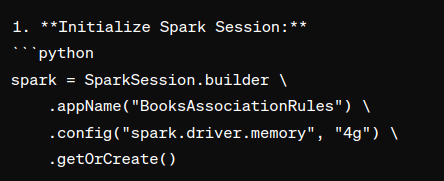 1. **Initialize Spark Session:**
```python
spark = SparkSession.builder \
    .appName("BooksAssociationRules") \
    .config("spark.driver.memory", "4g") \
    .getOrCreate()